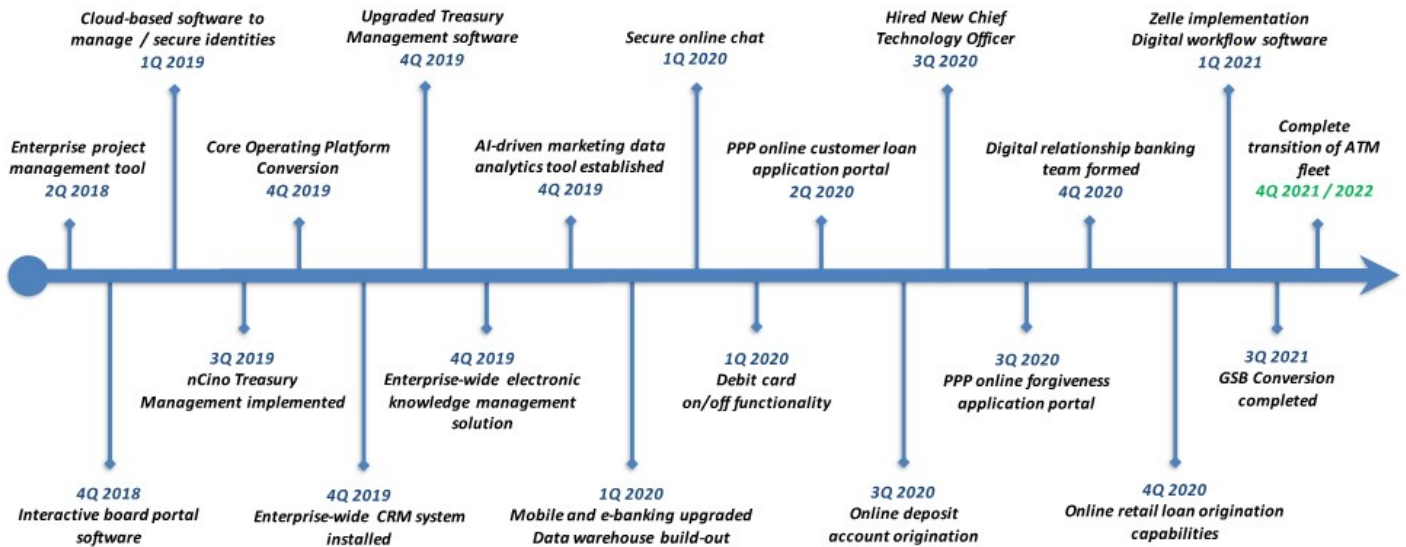 Cloud-based software to
manage / secure identities
1Q 2019
Upgraded Treasury
Management software
4Q 2019
Secure online chat
1Q 2020
Hired New Chief
Technology Officer
3Q 2020
Zelle implementation
Digital workflow software
1Q 2021
Enterprise project
management tool
2Q 2018
Core Operating Platform
Conversion
4Q 2019
AI-driven marketing data
analytics tool established
4Q 2019
PPP online customer loan
application portal
2Q 2020
Digital relationship banking
team formed
4Q 2020
Complete
transition of ATM
fleet
4Q 2021 / 2022
3Q 2019
nCino Treasury
Management implemented
4Q 2019
Enterprise-wide electronic
knowledge management
solution
1Q 2020
Debit card
on/off functionality
3Q 2020
PPP online forgiveness
application portal
3Q 2021
GSB Conversion
completed
4Q 2018
Interactive board portal
software
4Q 2019
Enterprise-wide CRM system
installed
1Q 2020
Mobile and e-banking upgraded
Data warehouse build-out
3Q 2020
Online deposit
account origination
4Q 2020
Online retail loan origination
capabilities